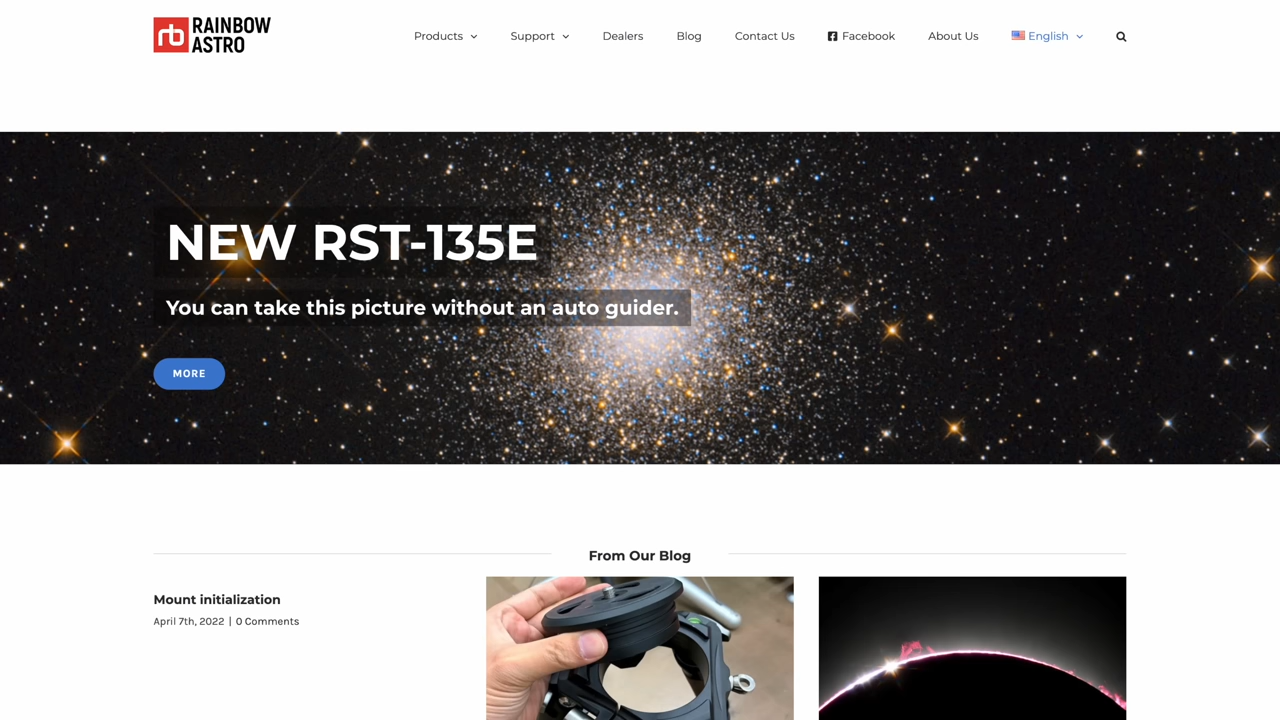 rb RAINBOW
ASTRO
Products
Support
Dealers
Blog
Contact Us
Facebook
About Us
English
NEW RST-135E
You can take this picture without an auto guider.
MORE
From Our Blog
Mount initialization
April 7th, 2022 | 0 Comments